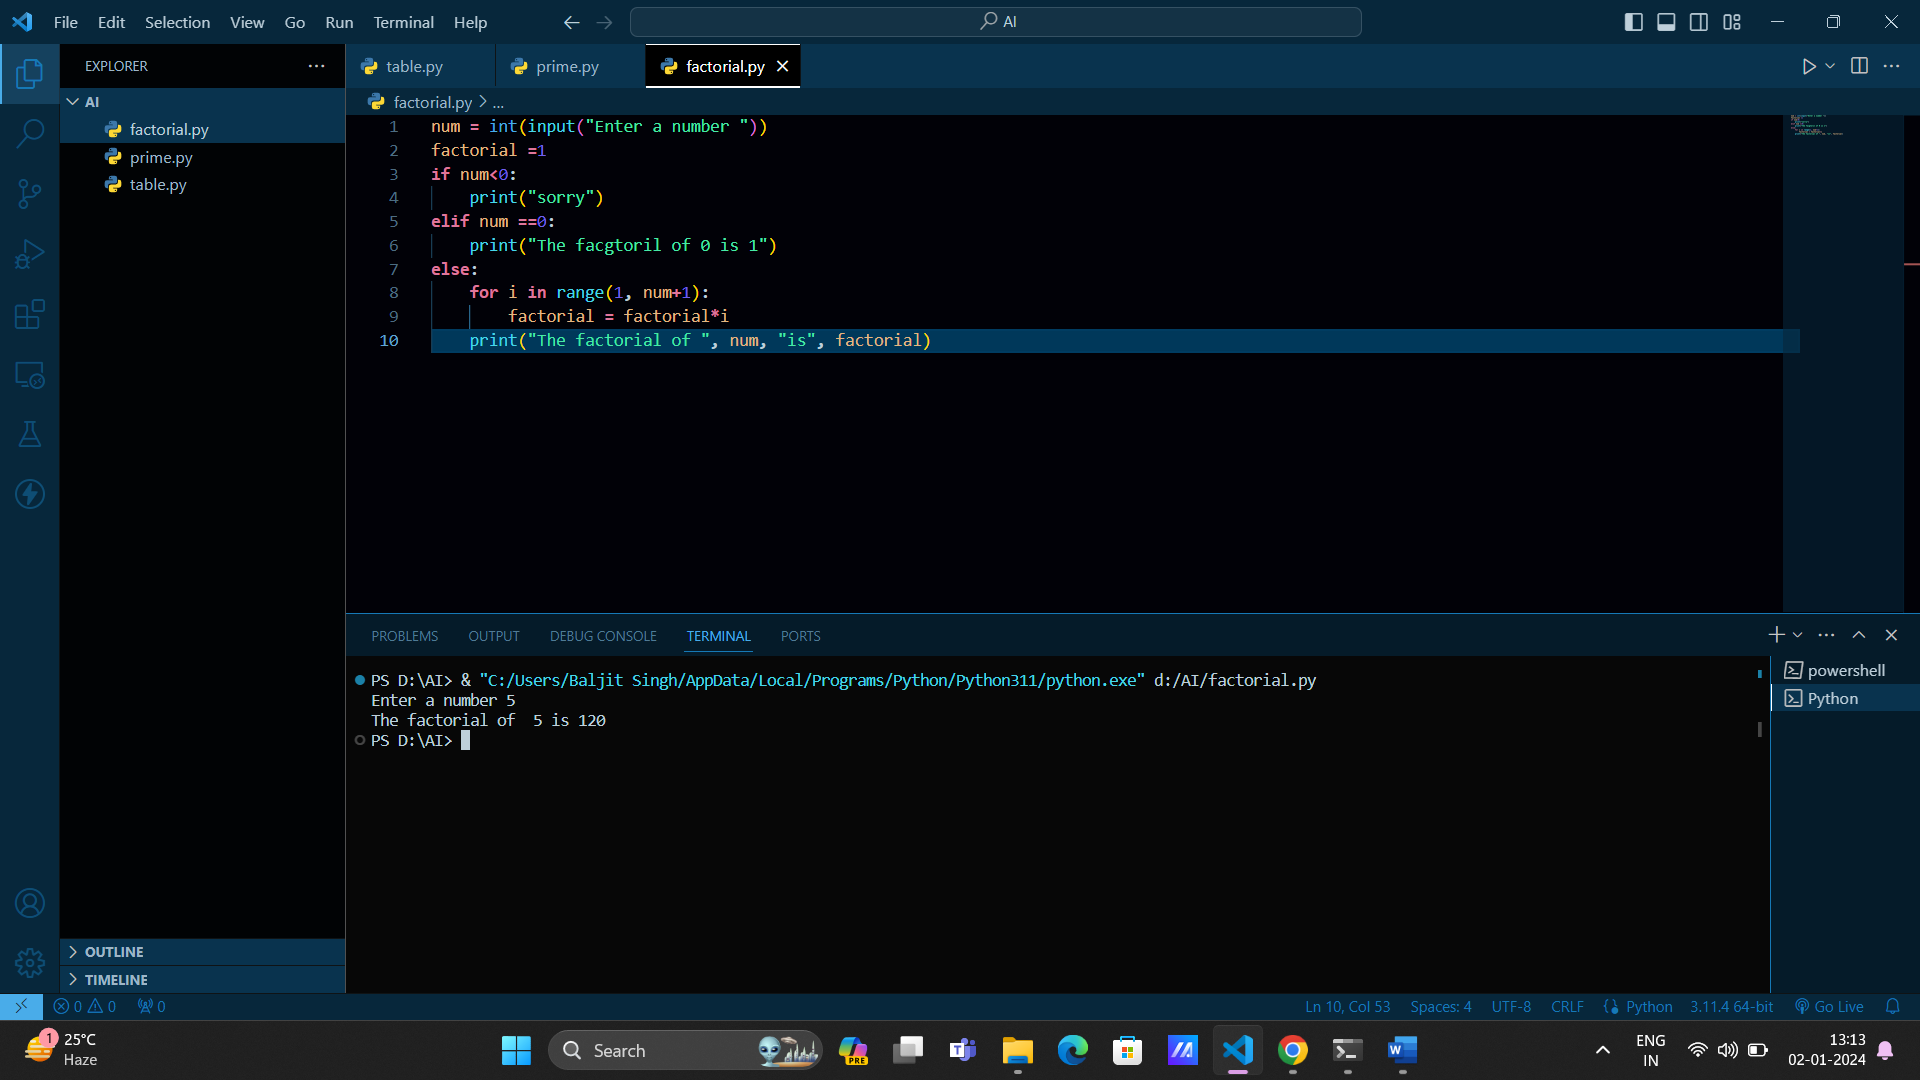 File Edit Selection View Go Run Terminal Help
AI
EXPLORER
table.py
prime.py
factorial.py
AI
factorial.py
prime.py
table.py
factorial.py > ...
1 num = int(input("Enter a number "))
2 factorial =1
3 if num<0:
4 print("sorry")
5 elif num ==0:
6 print("The facgtoril of 0 is 1")
7 else:
8 for i in range(1, num+1):
9 factorial = factorial*i
10 print("The factorial of ", num, "is", factorial)
PROBLEMS OUTPUT DEBUG CONSOLE TERMINAL PORTS
PS D:\AI> & "C:/Users/Baljit Singh/AppData/Local/Programs/Python/Python311/python.exe" d:/AI/factorial.py
Enter a number 5
The factorial of  5 is 120
PS D:\AI>
powershell
Python
OUTLINE
TIMELINE
0 0 0
Ln 10, Col 53 Spaces: 4 UTF-8 CRLF Python 3.11.4 64-bit Go Live
1
25°C
Haze
Search
PRE
ENG
IN
13:13
02-01-2024